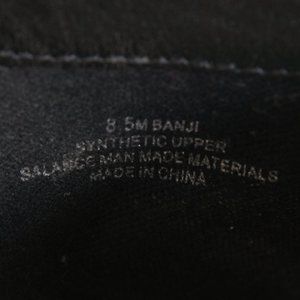 8.5M BANJI
SYNTHETIC UPPER
BALANCE MAN MADE MATERIALS
MADE IN CHINA